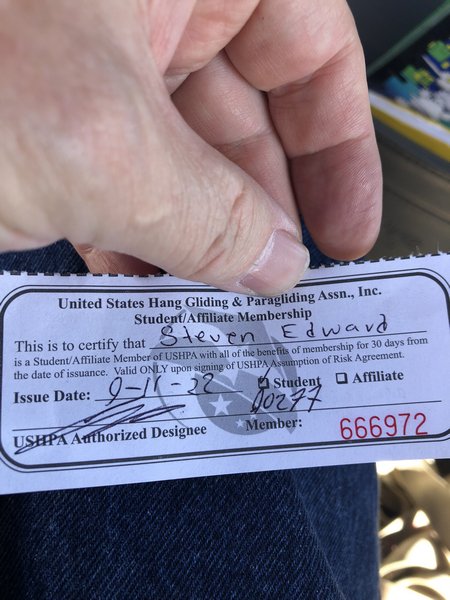 United States Hang Gliding & Paragliding Assn., Inc.
Student/Affiliate Membership
This is to certify that Steven Edward
is a Student/Affiliate Member of USHPA with all of the benefits of membership for 30 days from
the date of issuance. Valid ONLY upon signing of USHPA Assumption of Risk Agreement.
Issue Date: 9-11-22 Student Affiliate
80277
USHPA Authorized Designee Member: 666972